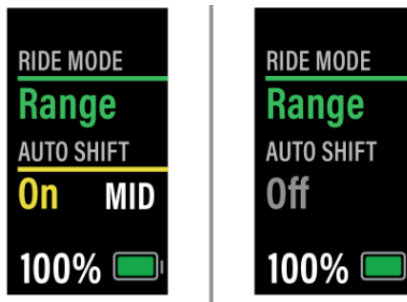 RIDE MODE
Range
AUTO SHIFT
On MID
100%
RIDE MODE
Range
AUTO SHIFT
Off
100%